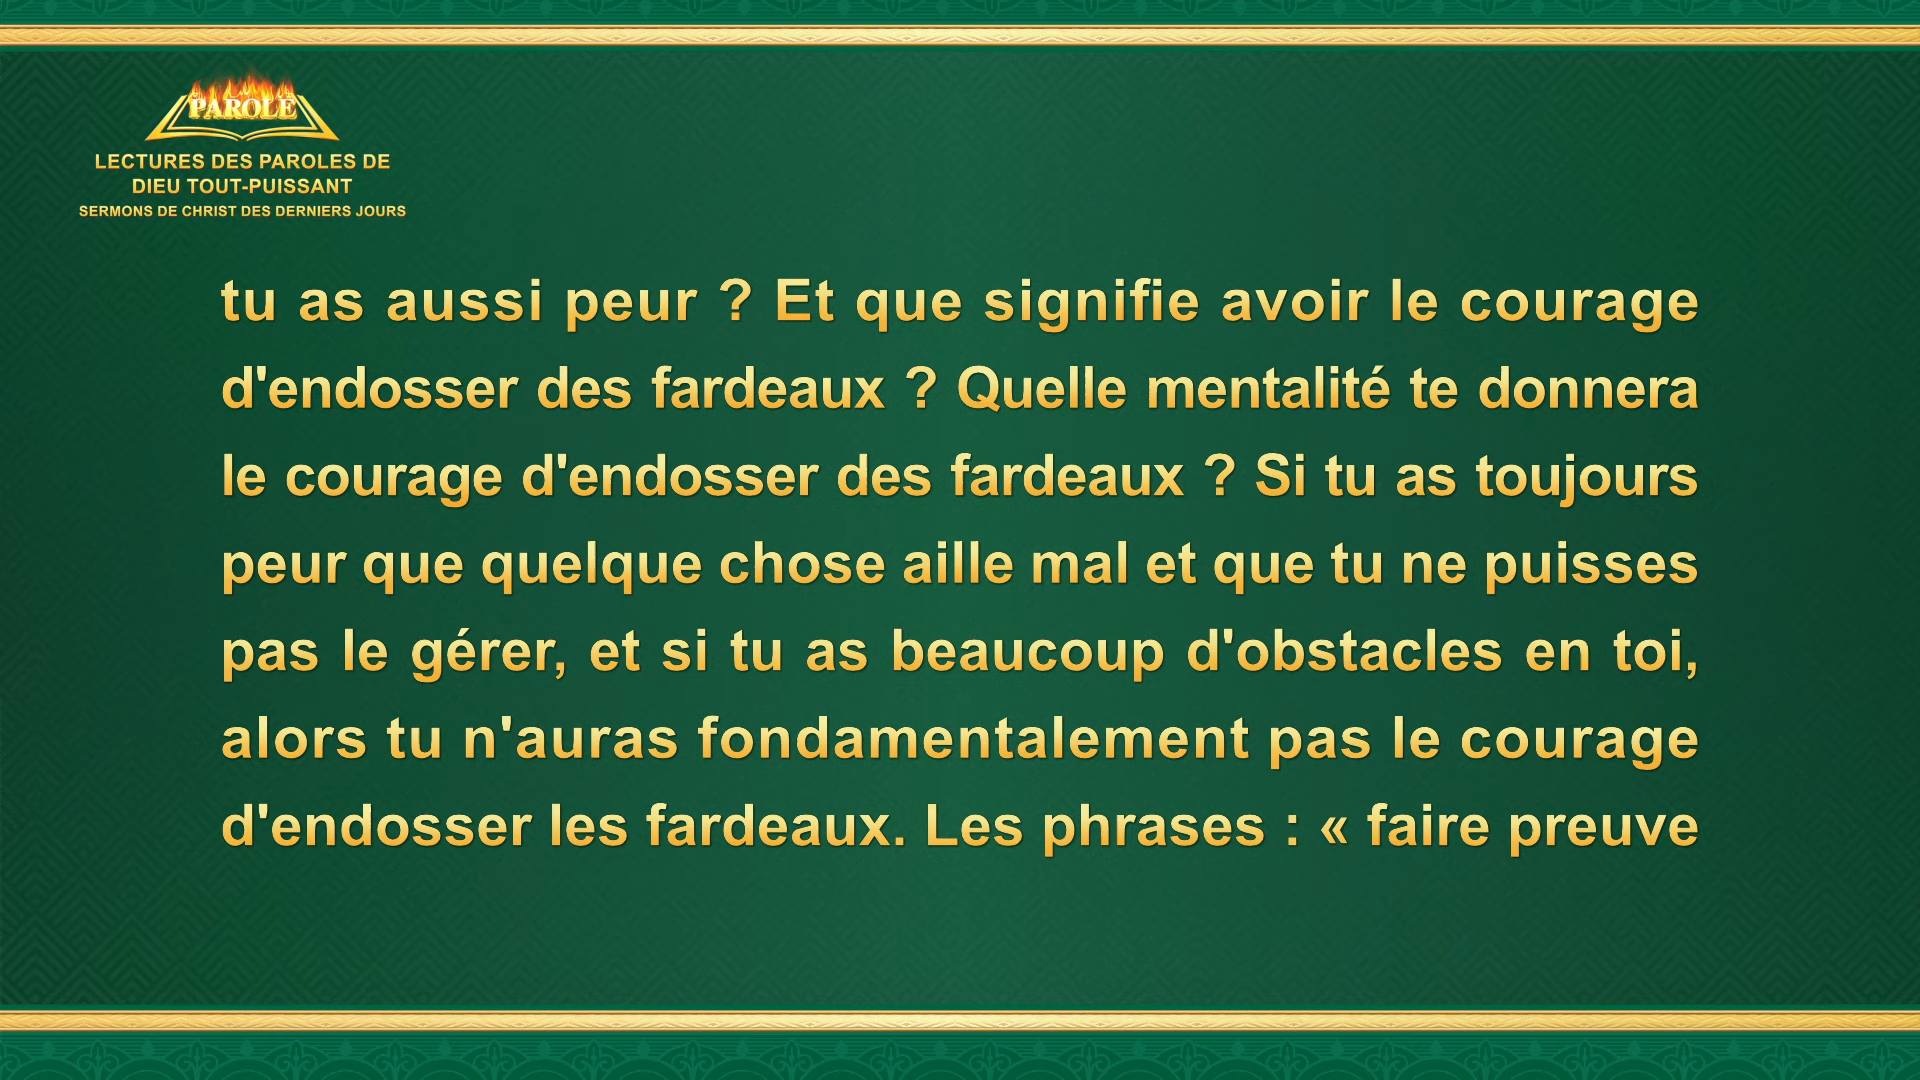 PAROLE
LECTURES DES PAROLES DE
DIEU TOUT-PUISSANT
SERMONS DE CHRIST DES DERNIERS JOURS
tu as aussi peur ? Et que signifie avoir le courage
d'endosser des fardeaux ? Quelle mentalité te donnera
le courage d'endosser des fardeaux ? Si tu as toujours
peur que quelque chose aille mal et que tu ne puisses
pas le gérer, et si tu as beaucoup d'obstacles en toi,
alors tu n'auras fondamentalement pas le courage
d'endosser les fardeaux. Les phrases : « faire preuve